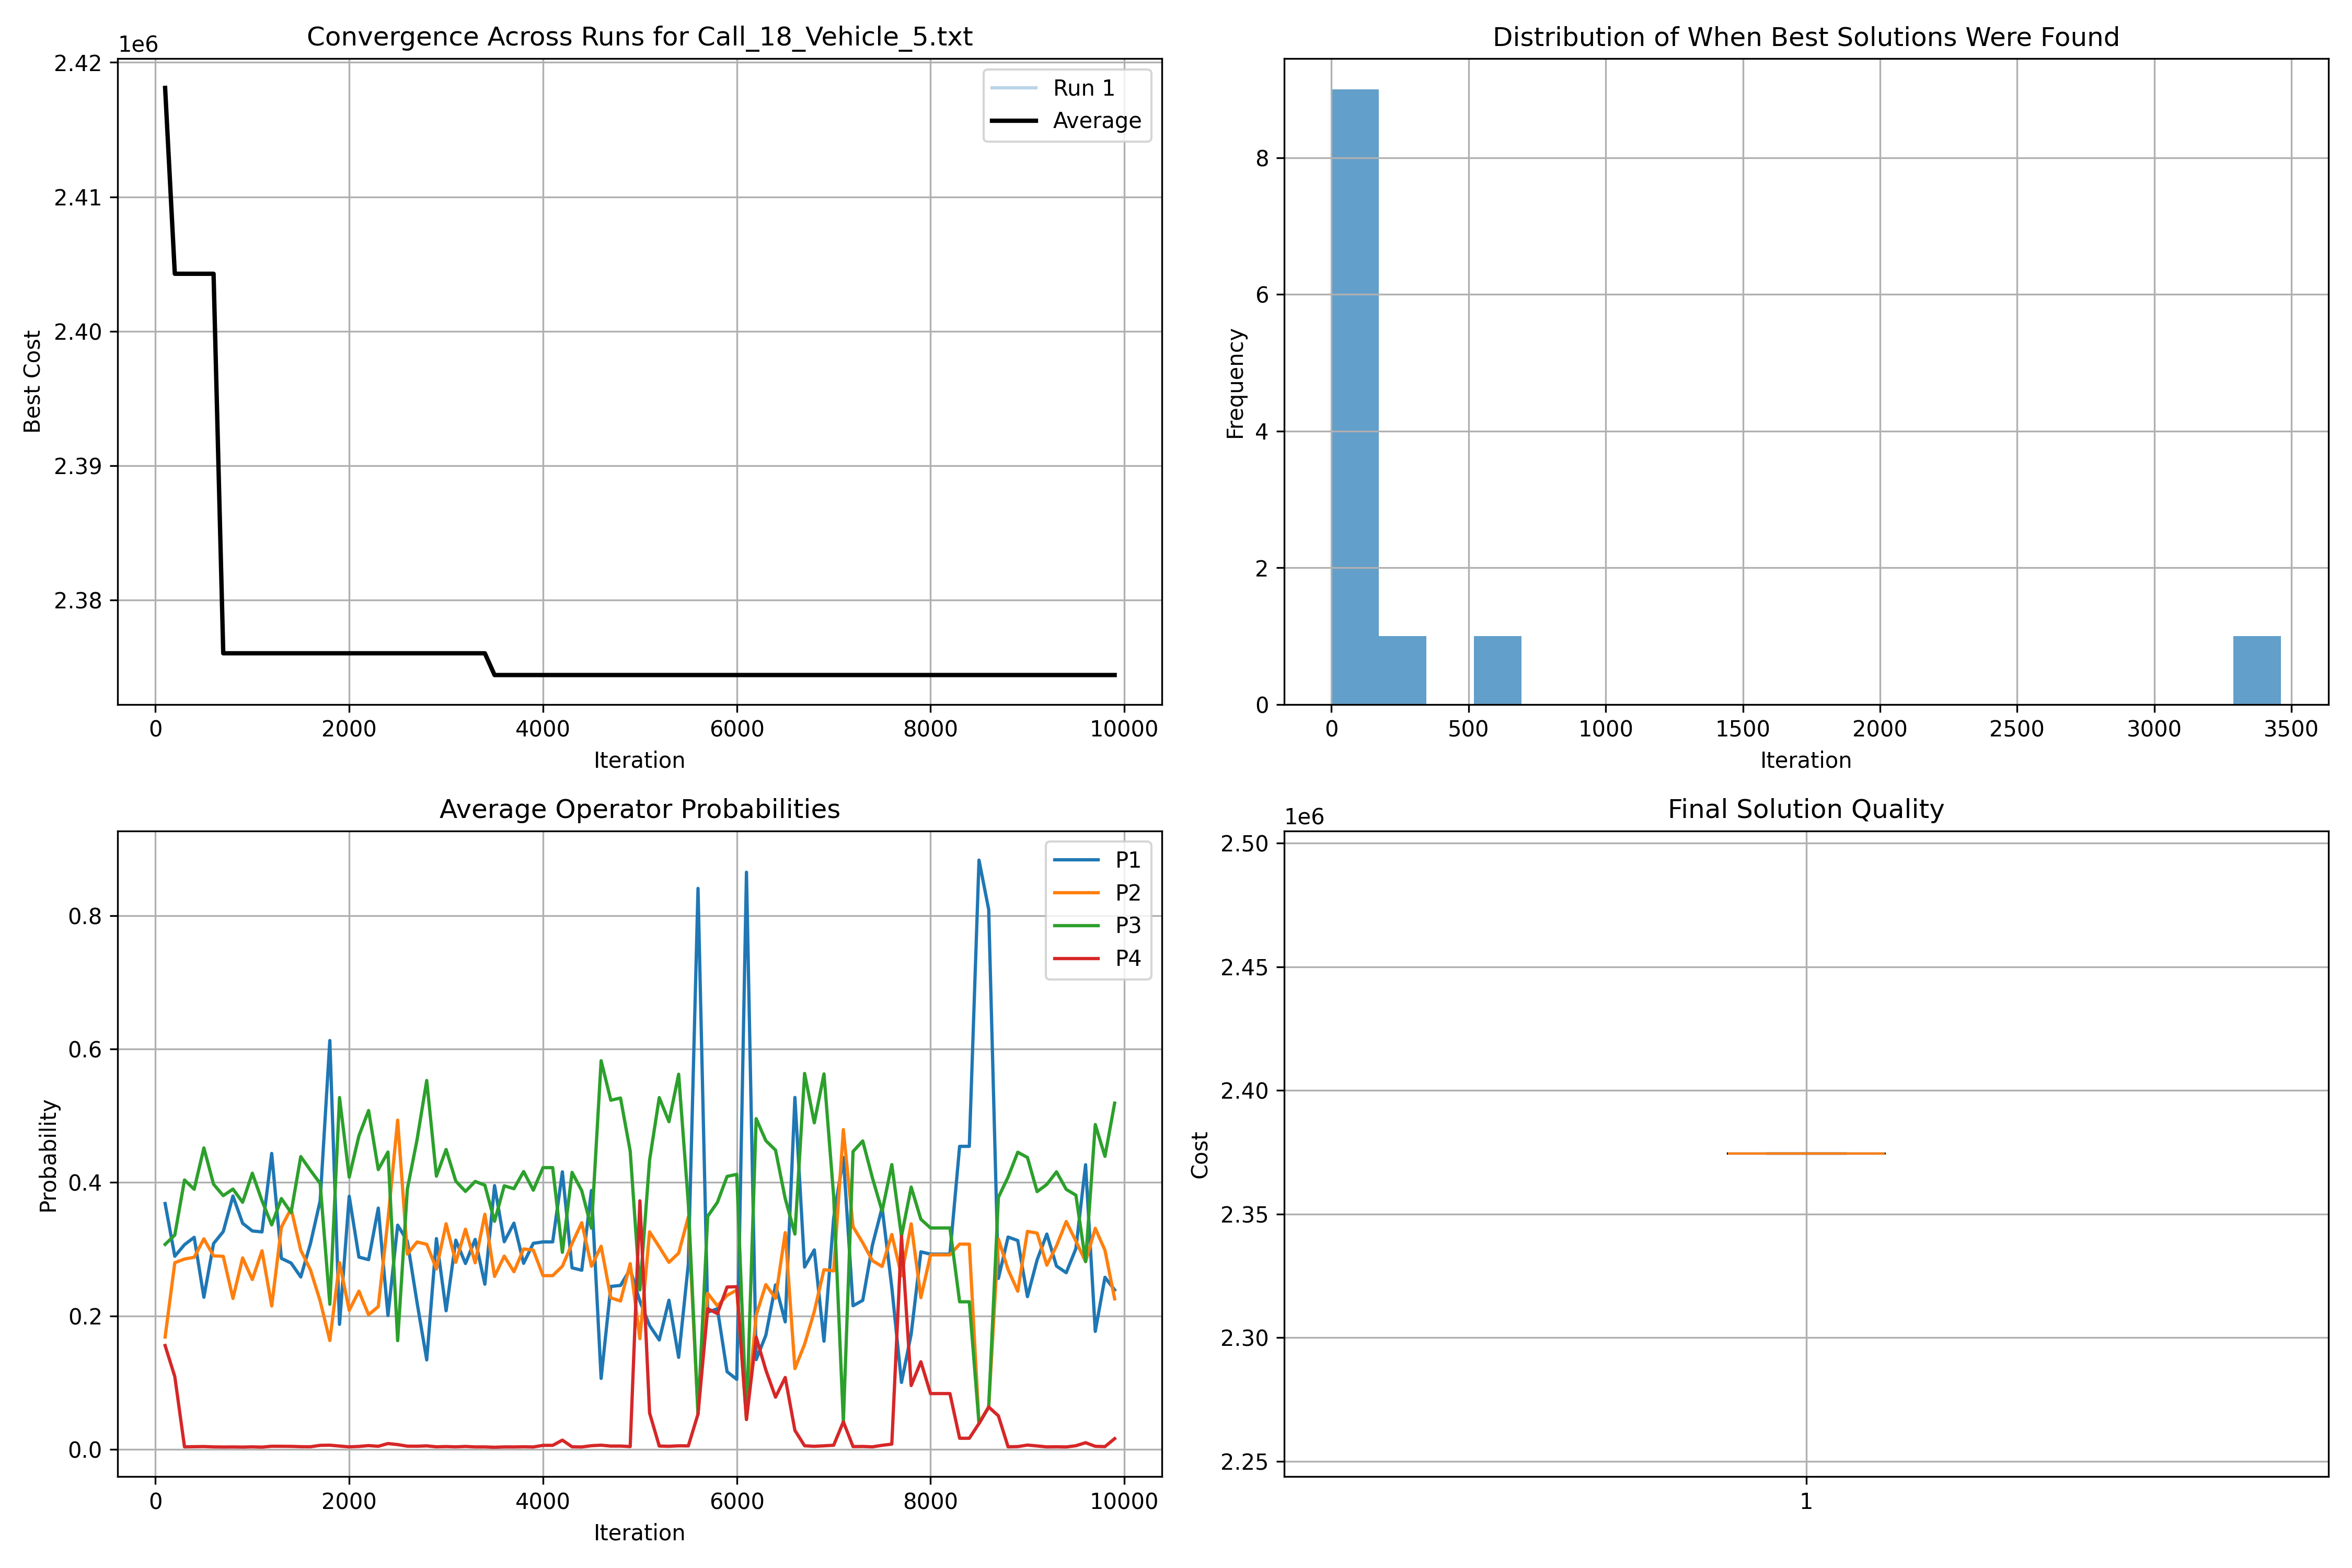 Convergence Across Runs for Call_18_Vehicle_5.txt
1e6
2.42
2.41
2.40
2.39
2.38
Best Cost
Run 1
Average
0
2000
4000
6000
8000
10000
Iteration
Distribution of When Best Solutions Were Found
8
6
4
2
0
Frequency
0
500
1000
1500
2000
2500
3000
3500
Iteration
Average Operator Probabilities
0.8
0.6
0.4
0.2
0.0
Probability
P1
P2
P3
P4
0
2000
4000
6000
8000
10000
Iteration
Final Solution Quality
1e6
2.50
2.45
2.40
2.35
2.30
2.25
Cost
1